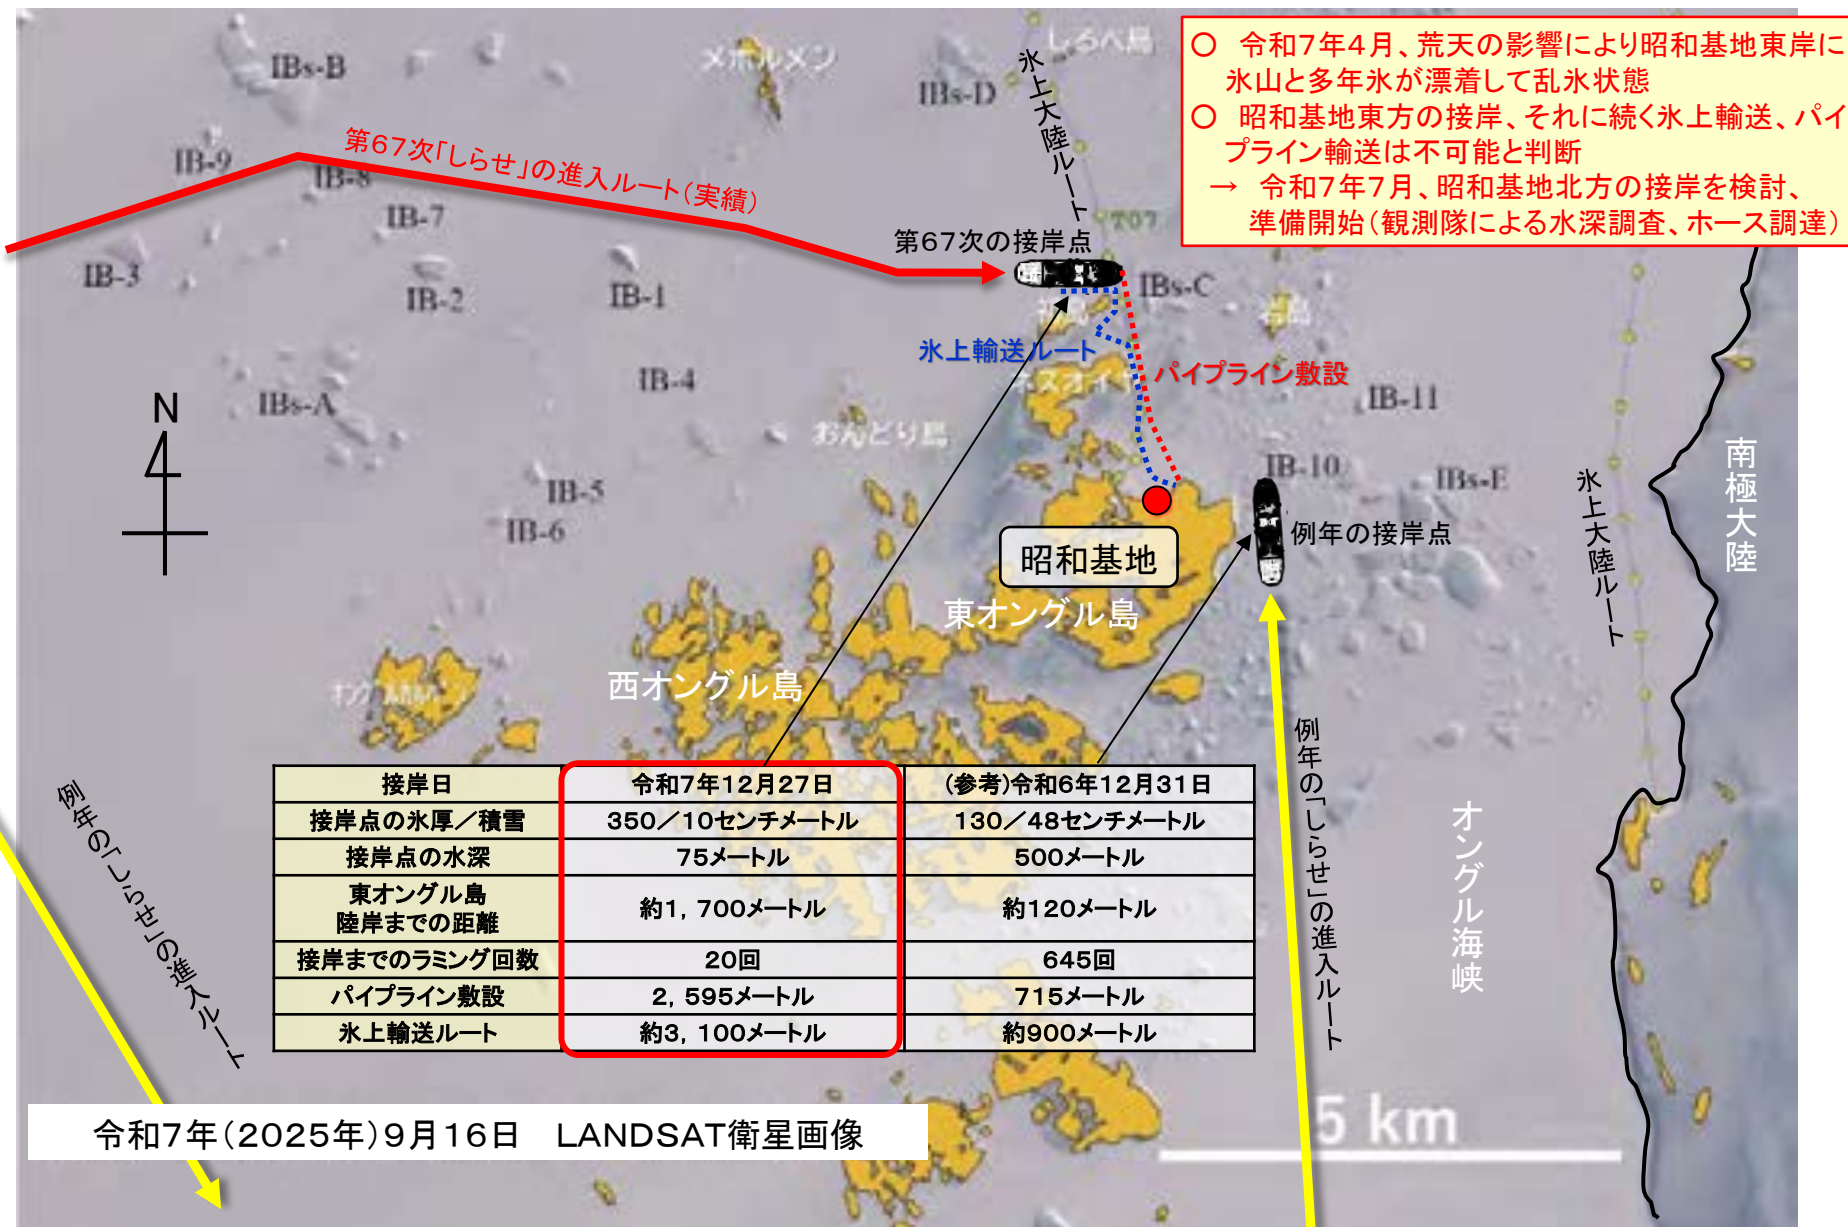 ○ 令和7年4月、荒天の影響により昭和基地東岸に
氷山と多年氷が漂着して乱氷状態
○ 昭和基地東方の接岸、それに続く氷上輸送、パイ
プライン輸送は不可能と判断
→ 令和7年7月、昭和基地北方の接岸を検討、
準備開始(観測隊による水深調査、ホース調達)
IBs-B
メホルメン
しるべ島
IBs-D
氷上大陸ルート
IB-9
第67次「しらせ」の進入ルート(実績)
IB-8
IB-7
第67次の接岸点
IB-3
IB-2
IB-1
IBs-C
氷上輸送ルート
パイプライン敷設
IB-4
IBs-A
N
おんどり島
IB-11
IB-5
IB-6
IB-10
IBs-E
昭和基地
例年の接岸点
氷上大陸ルート
南極大陸
東オングル島
西オングル島
例年の「しらせ」の進入ルート
例年の「しらせ」の進入ルート
オングル海峡
接岸日 令和7年12月27日 (参考)令和6年12月31日
接岸点の氷厚/積雪 350/10センチメートル 130/48センチメートル
接岸点の水深 75メートル 500メートル
東オングル島
陸岸までの距離 約1,700メートル 約120メートル
接岸までのラミング回数 20回 645回
パイプライン敷設 2,595メートル 715メートル
氷上輸送ルート 約3,100メートル 約900メートル
令和7年(2025年)9月16日 LANDSAT衛星画像
5 km